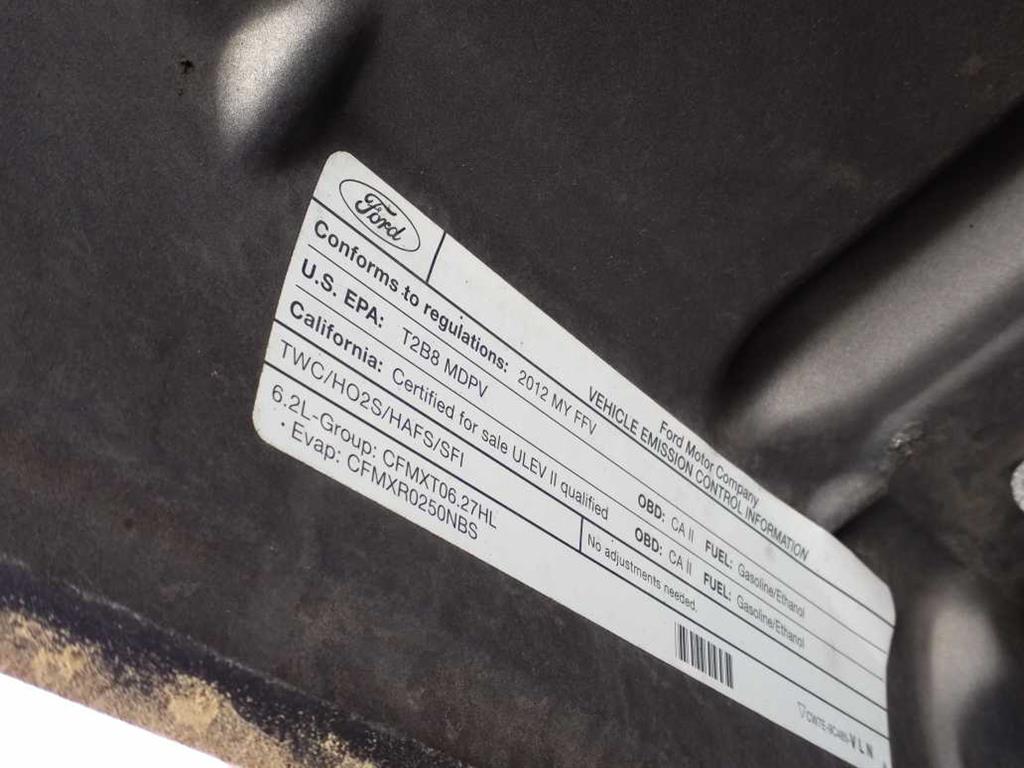 Ford
Ford Motor Company
VEHICLE EMISSION CONTROL INFORMATION
Conforms to regulations: 2012 MY FFV
U.S. EPA: T2B8 MDPV OBD: CA II FUEL: Gasoline/Ethanol
California: Certified for sale ULEV II qualified OBD: CA II FUEL: Gasoline/Ethanol
TWC/HO2S/HAFS/SFI
No adjustments needed.
6.2L-Group: CFMXT06.27HL
• Evap: CFMXR0250NBS
VLN